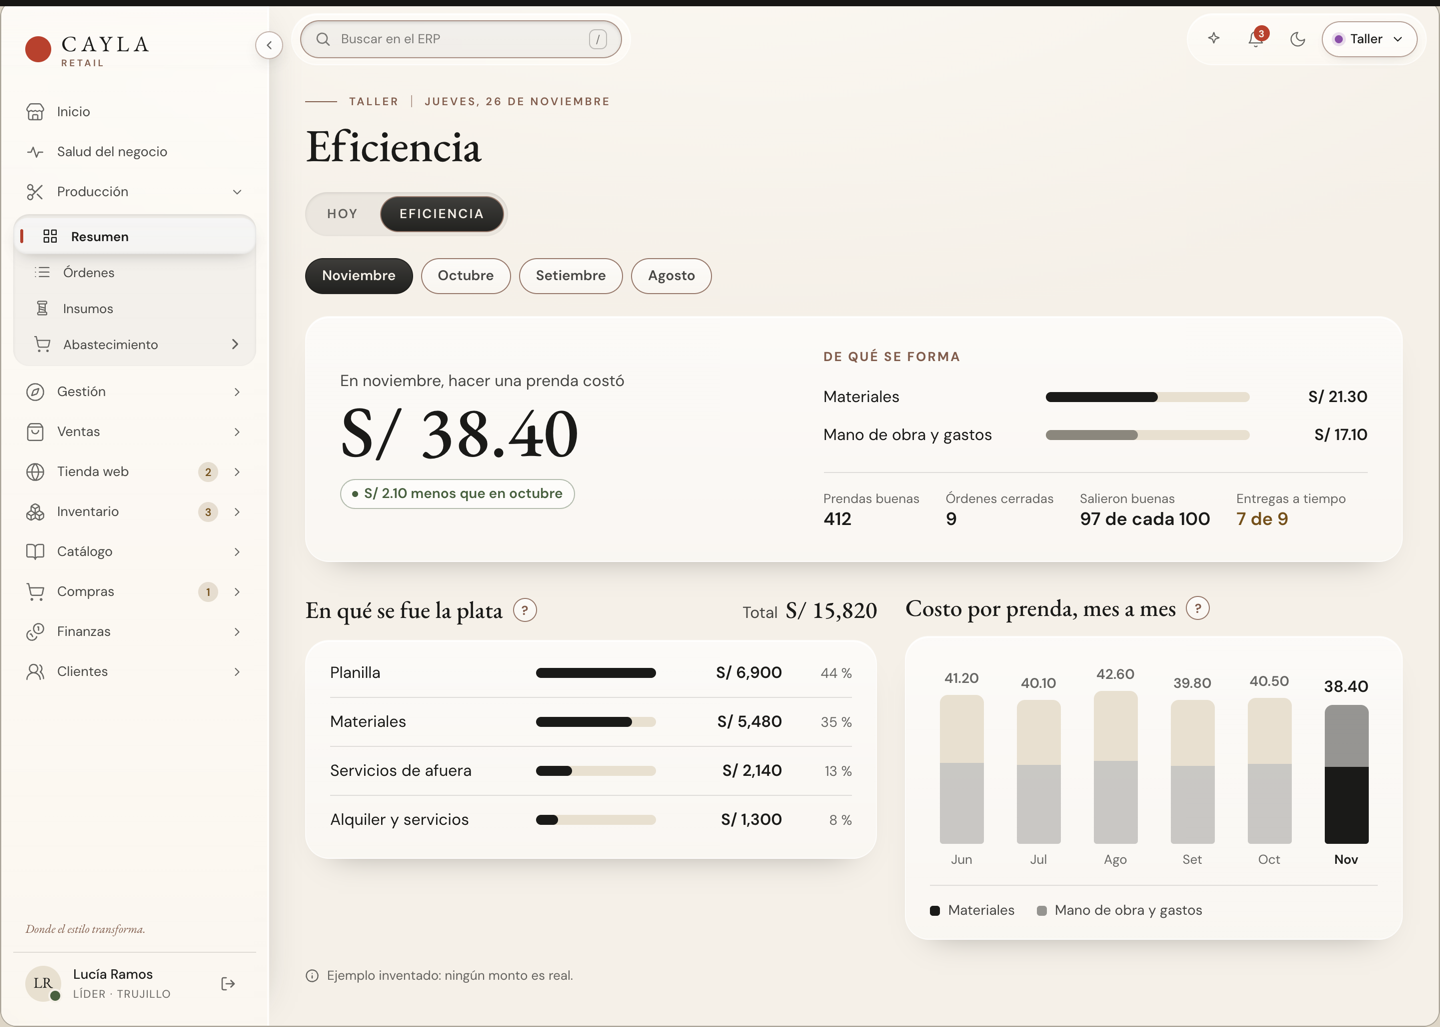 CAYLA
RETAIL
Inicio
Salud del negocio
Producción
Resumen
Órdenes
Insumos
Abastecimiento
Gestión
Ventas
Tienda web 2
Inventario 3
Catálogo
Compras 1
Finanzas
Clientes
Donde el estilo transforma.
LR
Lucía Ramos
LÍDER · TRUJILLO
Buscar en el ERP /
3
Taller
TALLER | JUEVES, 26 DE NOVIEMBRE
Eficiencia
HOY EFICIENCIA
Noviembre Octubre Setiembre Agosto
En noviembre, hacer una prenda costó
S/ 38.40
S/ 2.10 menos que en octubre
DE QUÉ SE FORMA
Materiales S/ 21.30
Mano de obra y gastos S/ 17.10
Prendas buenas Órdenes cerradas Salieron buenas Entregas a tiempo
412 9 97 de cada 100 7 de 9
En qué se fue la plata ? Total S/ 15,820
Planilla S/ 6,900 44 %
Materiales S/ 5,480 35 %
Servicios de afuera S/ 2,140 13 %
Alquiler y servicios S/ 1,300 8 %
Costo por prenda, mes a mes ?
41.20 40.10 42.60 39.80 40.50 38.40
Jun Jul Ago Set Oct Nov
Materiales Mano de obra y gastos
Ejemplo inventado: ningún monto es real.